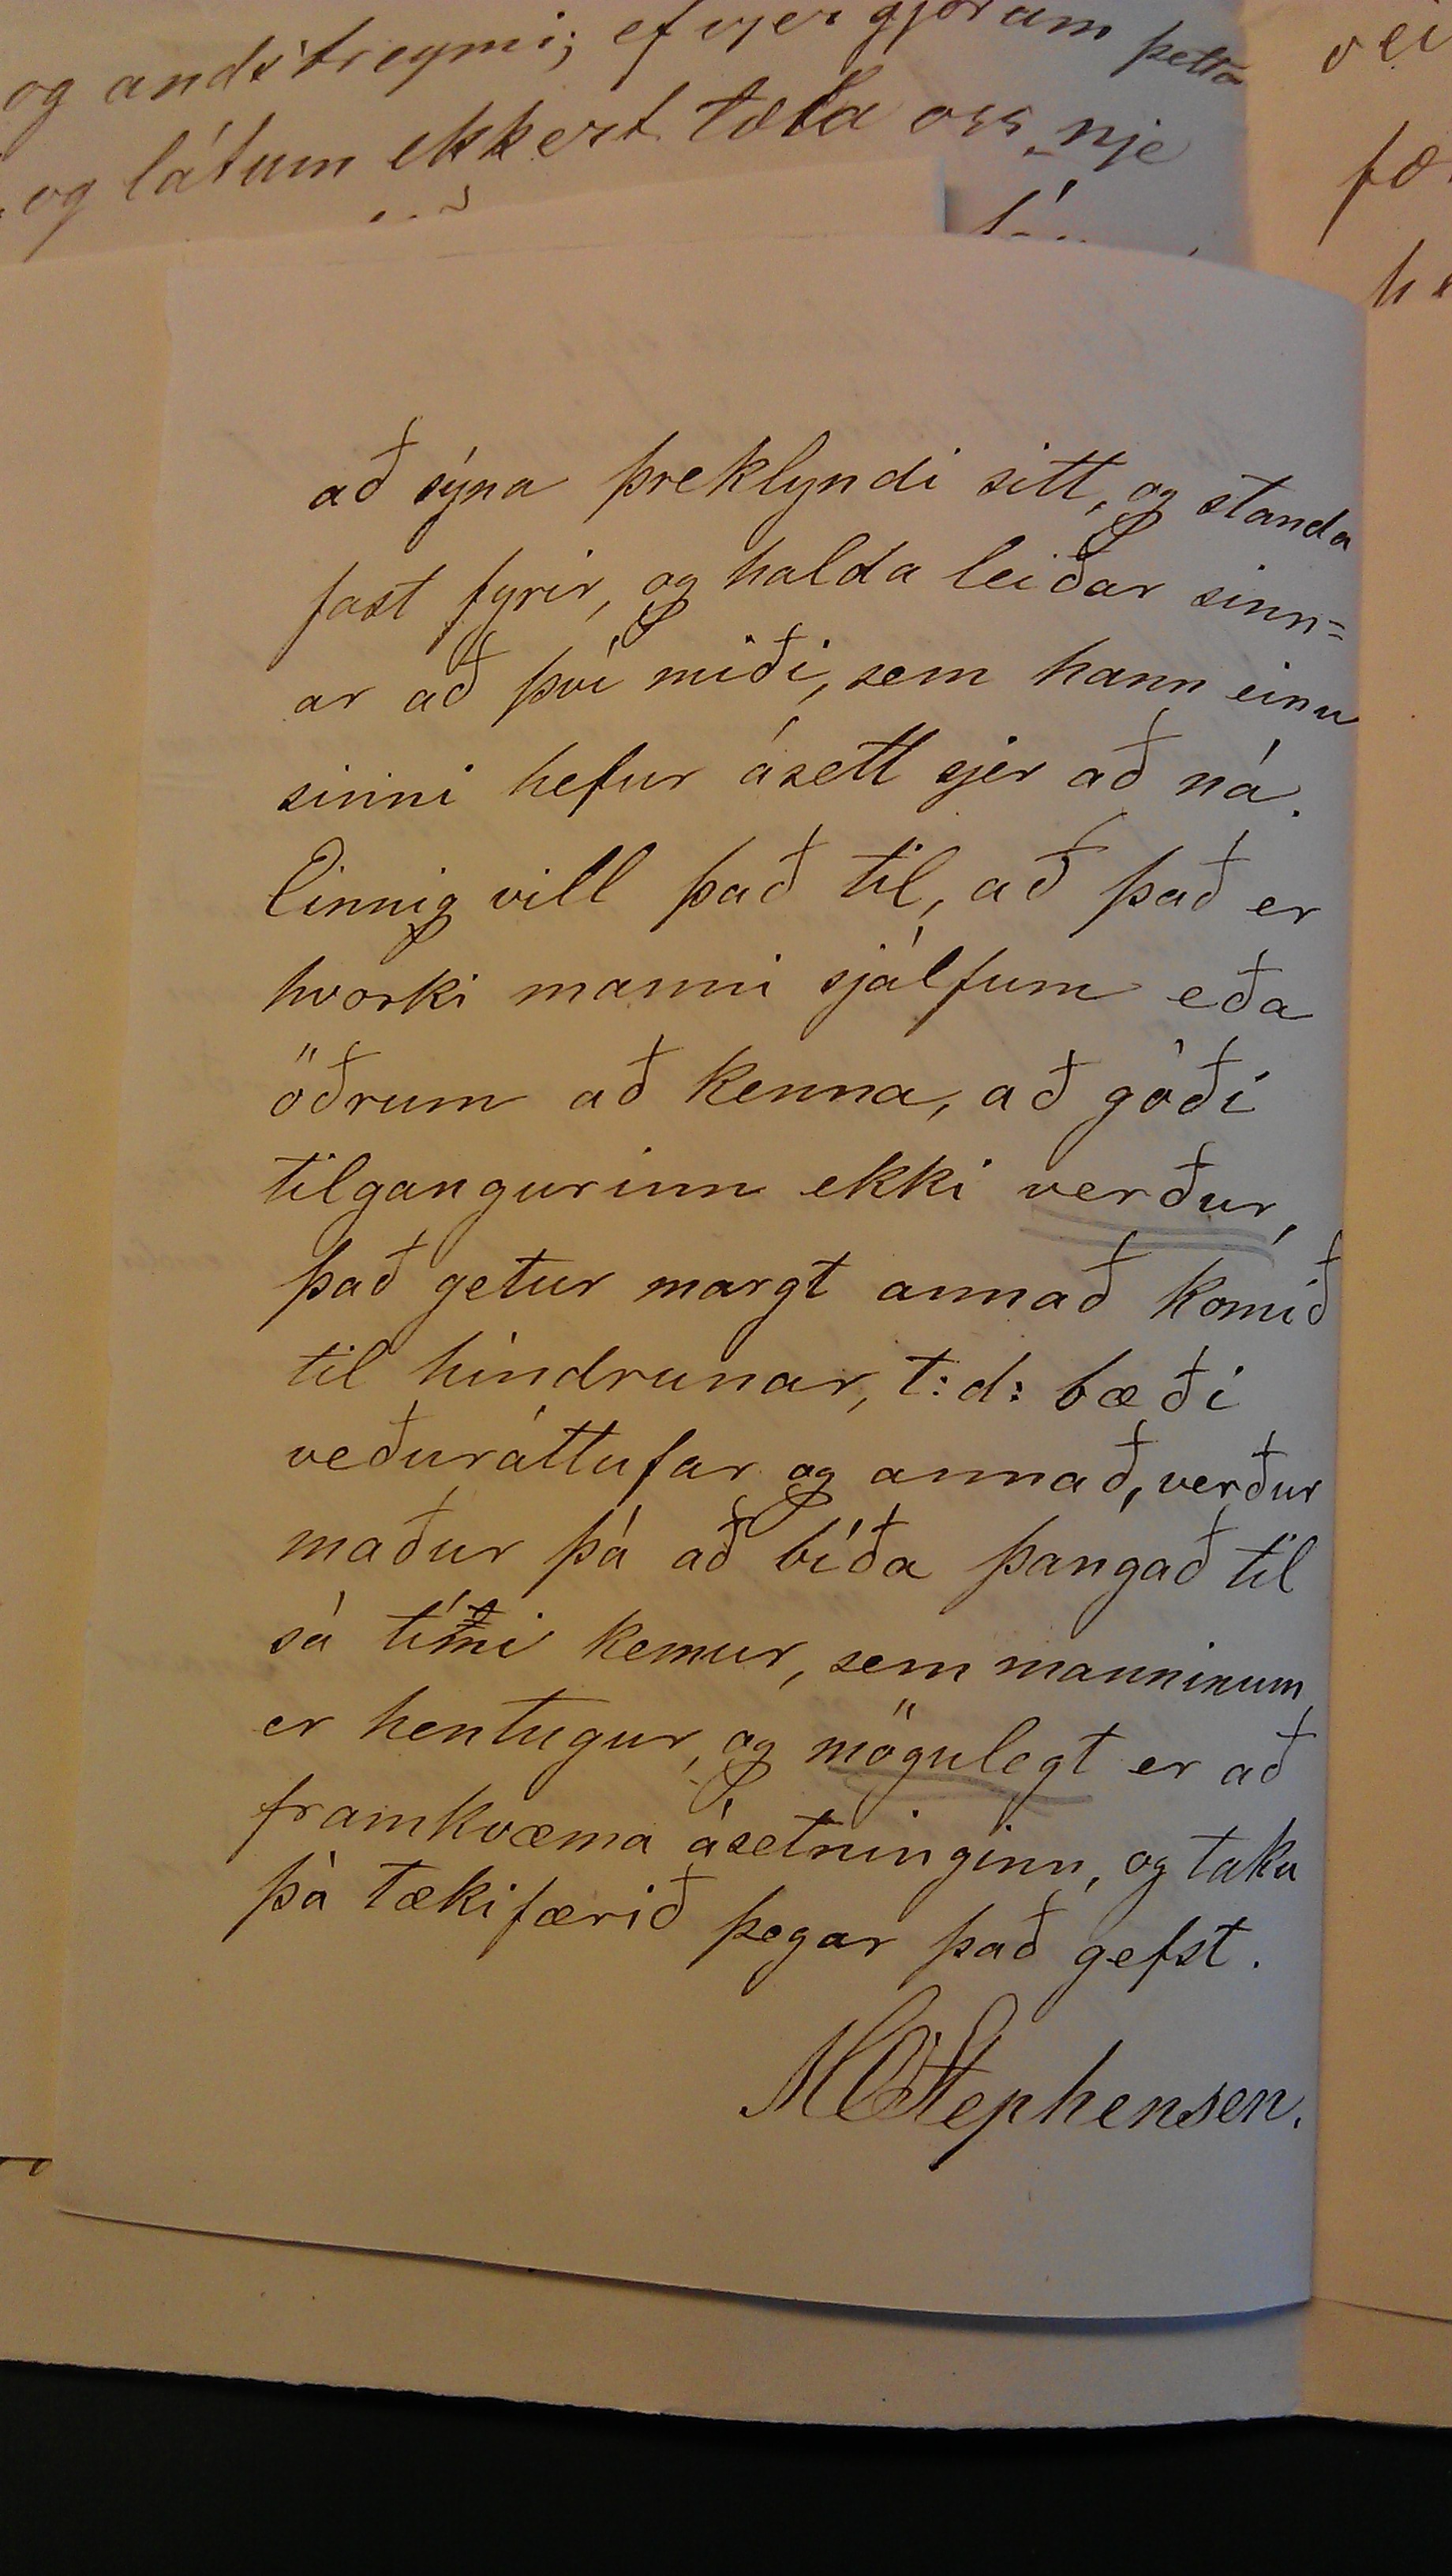 og andstreymi; ef vjer gjörum þetta
og látum ekkert tæla oss, nje
að sýna þreklyndi sitt, og standa
fast fyrir, og halda leiðar sinn=
ar að því miði, sem hann einu
sinni hefur ásett sjer að ná.
Einnig vill það til, að það er
hvorki manni sjálfum eða
öðrum að kenna, að góði
tilgangurinn ekki verður,
það getur margt annað komið
til hindrunar, t:d: bæði
veðuráttufar og annað, verður
maður þá að bíða þangað til
sá tími kemur, sem manninum
er hentugur, og mögulegt er að
framkvæma ásetninginn, og taka
þá tækifærið þegar það gefst.
MOStephensen.